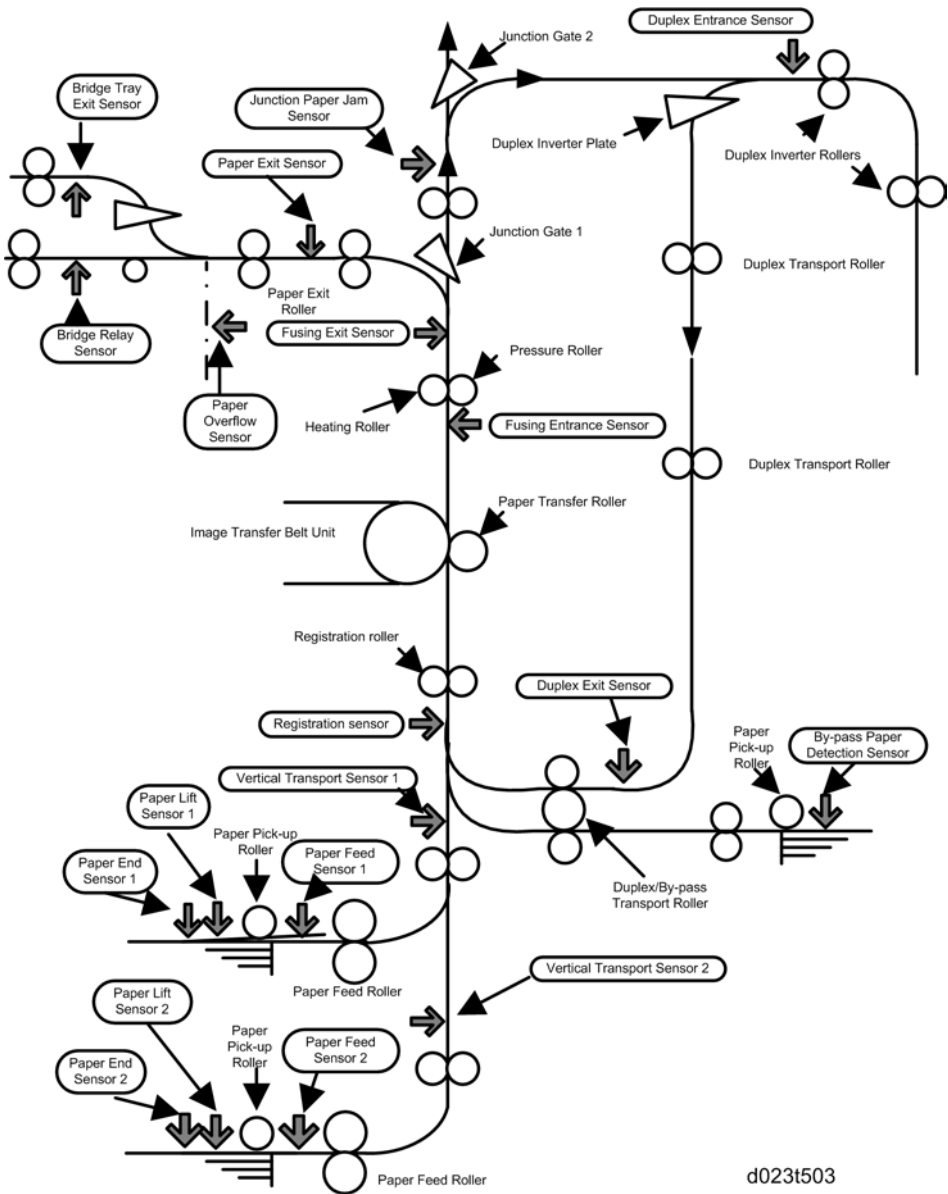 Duplex Entrance Sensor
Junction Gate 2
Bridge Tray
Exit Sensor
Junction Paper Jam
Sensor
Duplex Inverter Plate
Duplex Inverter Rollers
Paper Exit Sensor
Junction Gate 1
Duplex Transport Roller
Paper Exit
Roller
Bridge Relay
Sensor
Fusing Exit Sensor
Pressure Roller
Paper
Overflow
Sensor
Heating Roller
Fusing Entrance Sensor
Duplex Transport Roller
Paper Transfer Roller
Image Transfer Belt Unit
Registration roller
Duplex Exit Sensor
Registration sensor
Paper
Pick-up
Roller
By-pass Paper
Detection Sensor
Vertical Transport Sensor 1
Paper Lift
Sensor 1
Paper Pick-up
Roller
Paper Feed
Sensor 1
Paper End
Sensor 1
Duplex/By-pass
Transport Roller
Paper Feed Roller
Vertical Transport Sensor 2
Paper Lift
Sensor 2
Paper
Pick-up
Roller
Paper Feed
Sensor 2
Paper End
Sensor 2
Paper Feed Roller
d023t503